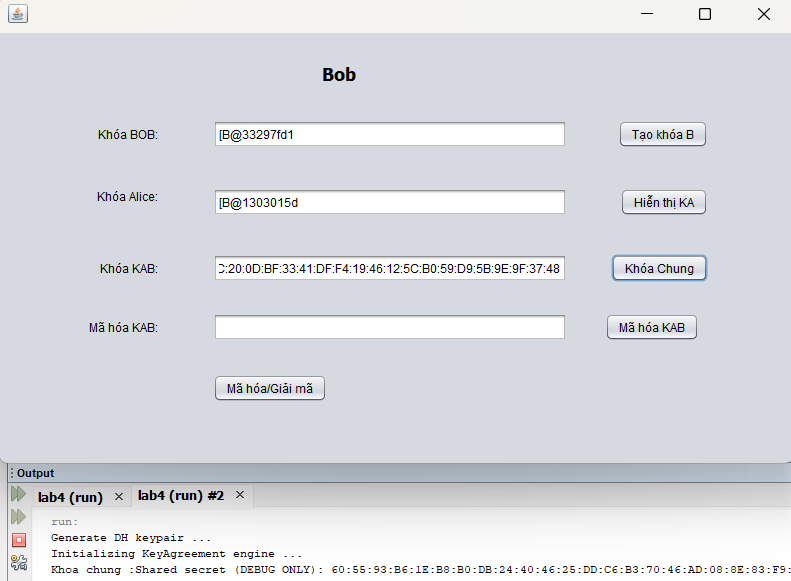 Bob
Khóa BOB: [B@33297fd1 Tạo khóa B
Khóa Alice: [B@1303015d Hiễn thị KA
Khóa KAB: C:20:0D:BF:33:41:DF:F4:19:46:12:5C:B0:59:D9:5B:9E:9F:37:48 Khóa Chung
Mã hóa KAB: Mã hóa KAB
Mã hóa/Giải mã
Output
lab4 (run) × lab4 (run) #2 ×
run:
Generate DH keypair ...
Initializing KeyAgreement engine ...
Khoa chung :Shared secret (DEBUG ONLY): 60:55:93:B6:1E:B8:B0:DB:24:40:46:25:DD:C6:B3:70:46:AD:08:8E:83:F9: